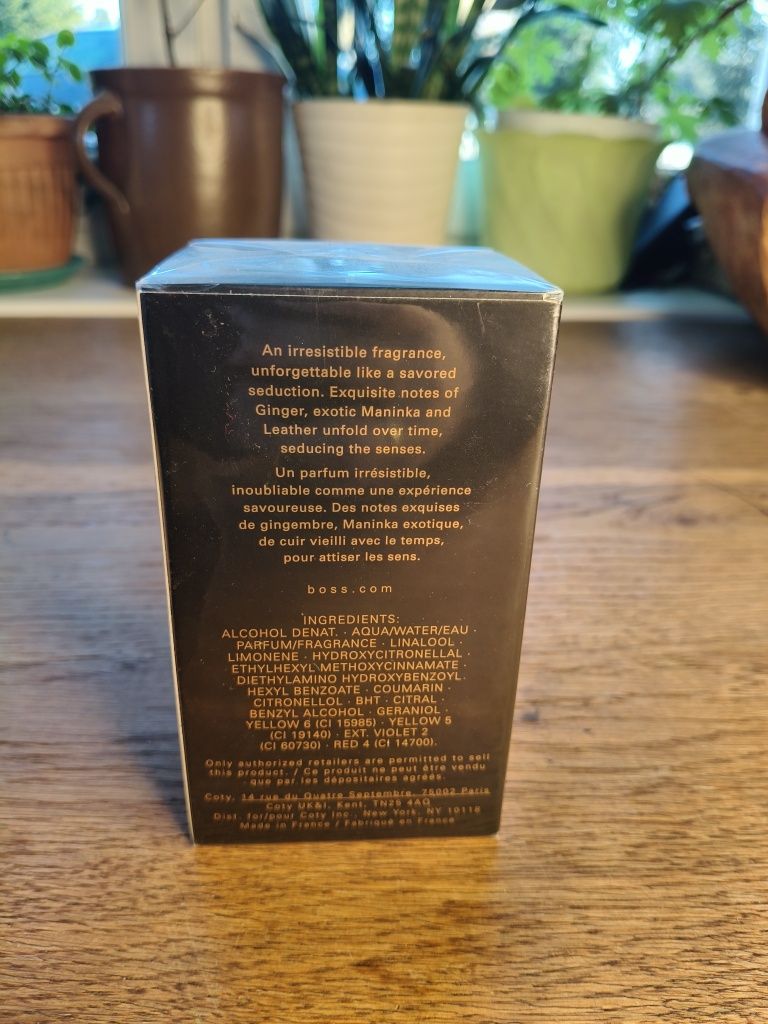 An irresistible fragrance,
unforgettable like a savored
seduction. Exquisite notes of
Ginger, exotic Maninka and
Leather unfold over time,
seducing the senses.
Un parfum irrésistible,
inoubliable comme une expérience
savoureuse. Des notes exquises
de gingembre, Maninka exotique,
de cuir vieilli avec le temps,
pour attiser les sens.
boss.com
INGREDIENTS:
ALCOHOL DENAT. · AQUA/WATER/EAU ·
PARFUM/FRAGRANCE · LINALOOL ·
LIMONENE · HYDROXYCITRONELLAL ·
ETHYLHEXYL METHOXYCINNAMATE ·
DIETHYLAMINO HYDROXYBENZOYL
HEXYL BENZOATE · COUMARIN ·
CITRONELLOL · BHT · CITRAL ·
BENZYL ALCOHOL · GERANIOL ·
YELLOW 6 (CI 15985) · YELLOW 5
(CI 19140) · EXT. VIOLET 2
(CI 60730) · RED 4 (CI 14700).
Only authorized retailers are permitted to sell
this product. / Ce produit ne peut être vendu
que par les dépositaires agréés.
Coty, 14 rue du Quatre Septembre, 75002 Paris
Coty UK&I, Kent, TN25 4AQ
Dist. for/pour Coty Inc., New York, NY 10118
Made in France / Fabriqué en France